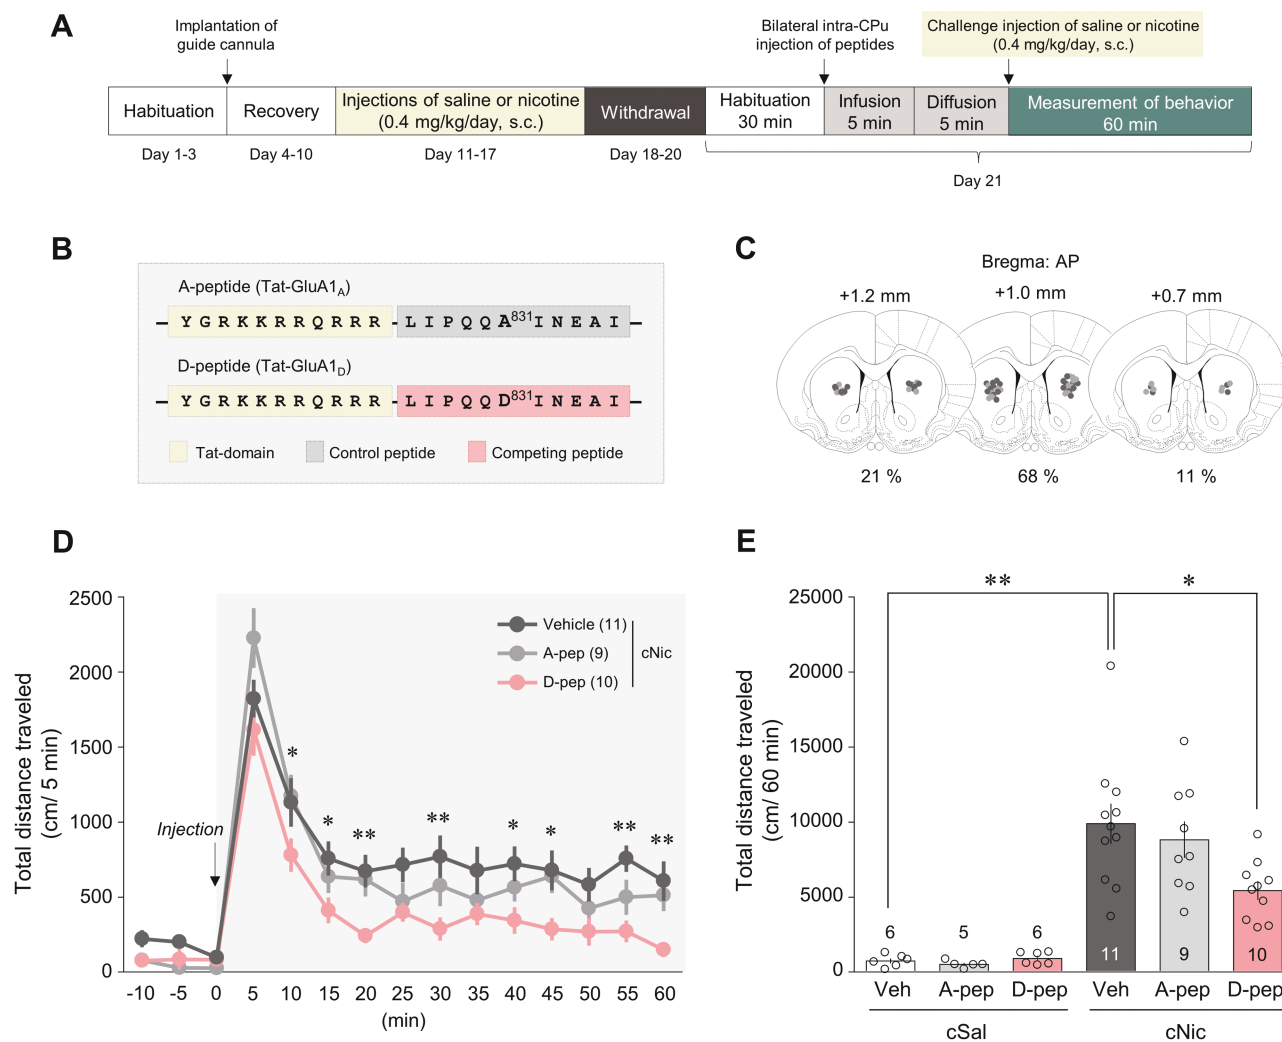 A
Implantation of
guide cannula
Bilateral intra-CPu
injection of peptides
Challenge injection of saline or nicotine
(0.4 mg/kg/day, s.c.)
Habituation
Recovery
Injections of saline or nicotine
(0.4 mg/kg/day, s.c.)
Withdrawal
Habituation
30 min
Infusion
5 min
Diffusion
5 min
Measurement of behavior
60 min
Day 1-3
Day 4-10
Day 11-17
Day 18-20
Day 21
B
A-peptide (Tat-GluA1A)
Y G R K K R R Q R R R L I P Q Q A831 I N E A I
D-peptide (Tat-GluA1D)
Y G R K K R R Q R R R L I P Q Q D831 I N E A I
Tat-domain
Control peptide
Competing peptide
C
Bregma: AP
+1.2 mm
+1.0 mm
+0.7 mm
21 %
68 %
11 %
D
Total distance traveled
(cm/ 5 min)
2500
2000
1500
1000
500
0
Injection
Vehicle (11)
A-pep (9)
D-pep (10)
cNic
*
*
**
**
*
*
**
**
-10 -5 0 5 10 15 20 25 30 35 40 45 50 55 60
(min)
E
Total distance traveled
(cm/ 60 min)
25000
20000
15000
10000
5000
0
**
*
6
5
6
11
9
10
Veh A-pep D-pep Veh A-pep D-pep
cSal
cNic